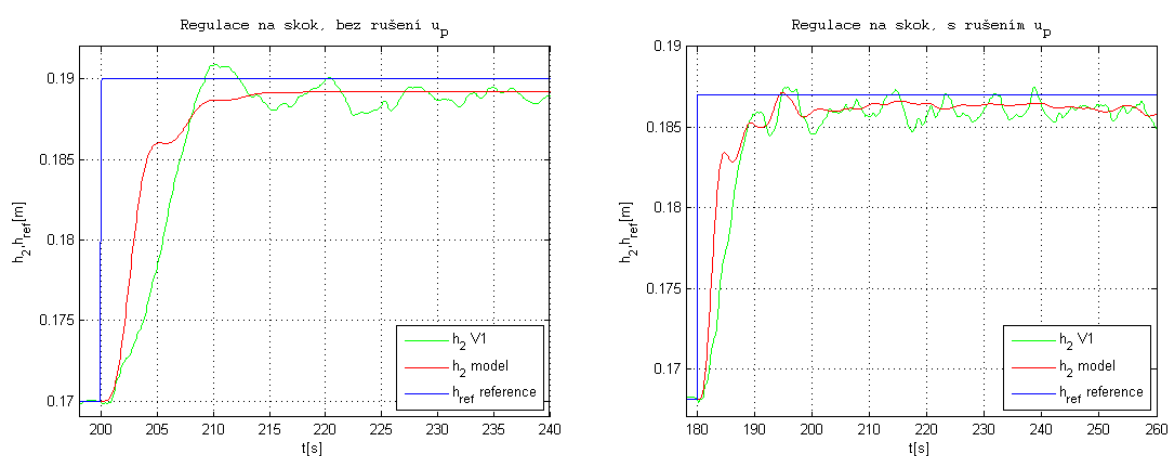 Regulace na skok, bez rušení u_p
0.19
0.185
0.18
0.175
0.17
h_2,h_ref[m]
200 205 210 215 220 225 230 235 240
t[s]
h_2 V1
h_2 model
h_ref reference
Regulace na skok, s rušením u_p
0.19
0.185
0.18
0.175
0.17
h_2,h_ref[m]
180 190 200 210 220 230 240 250 260
t[s]
h_2 V1
h_2 model
h_ref reference